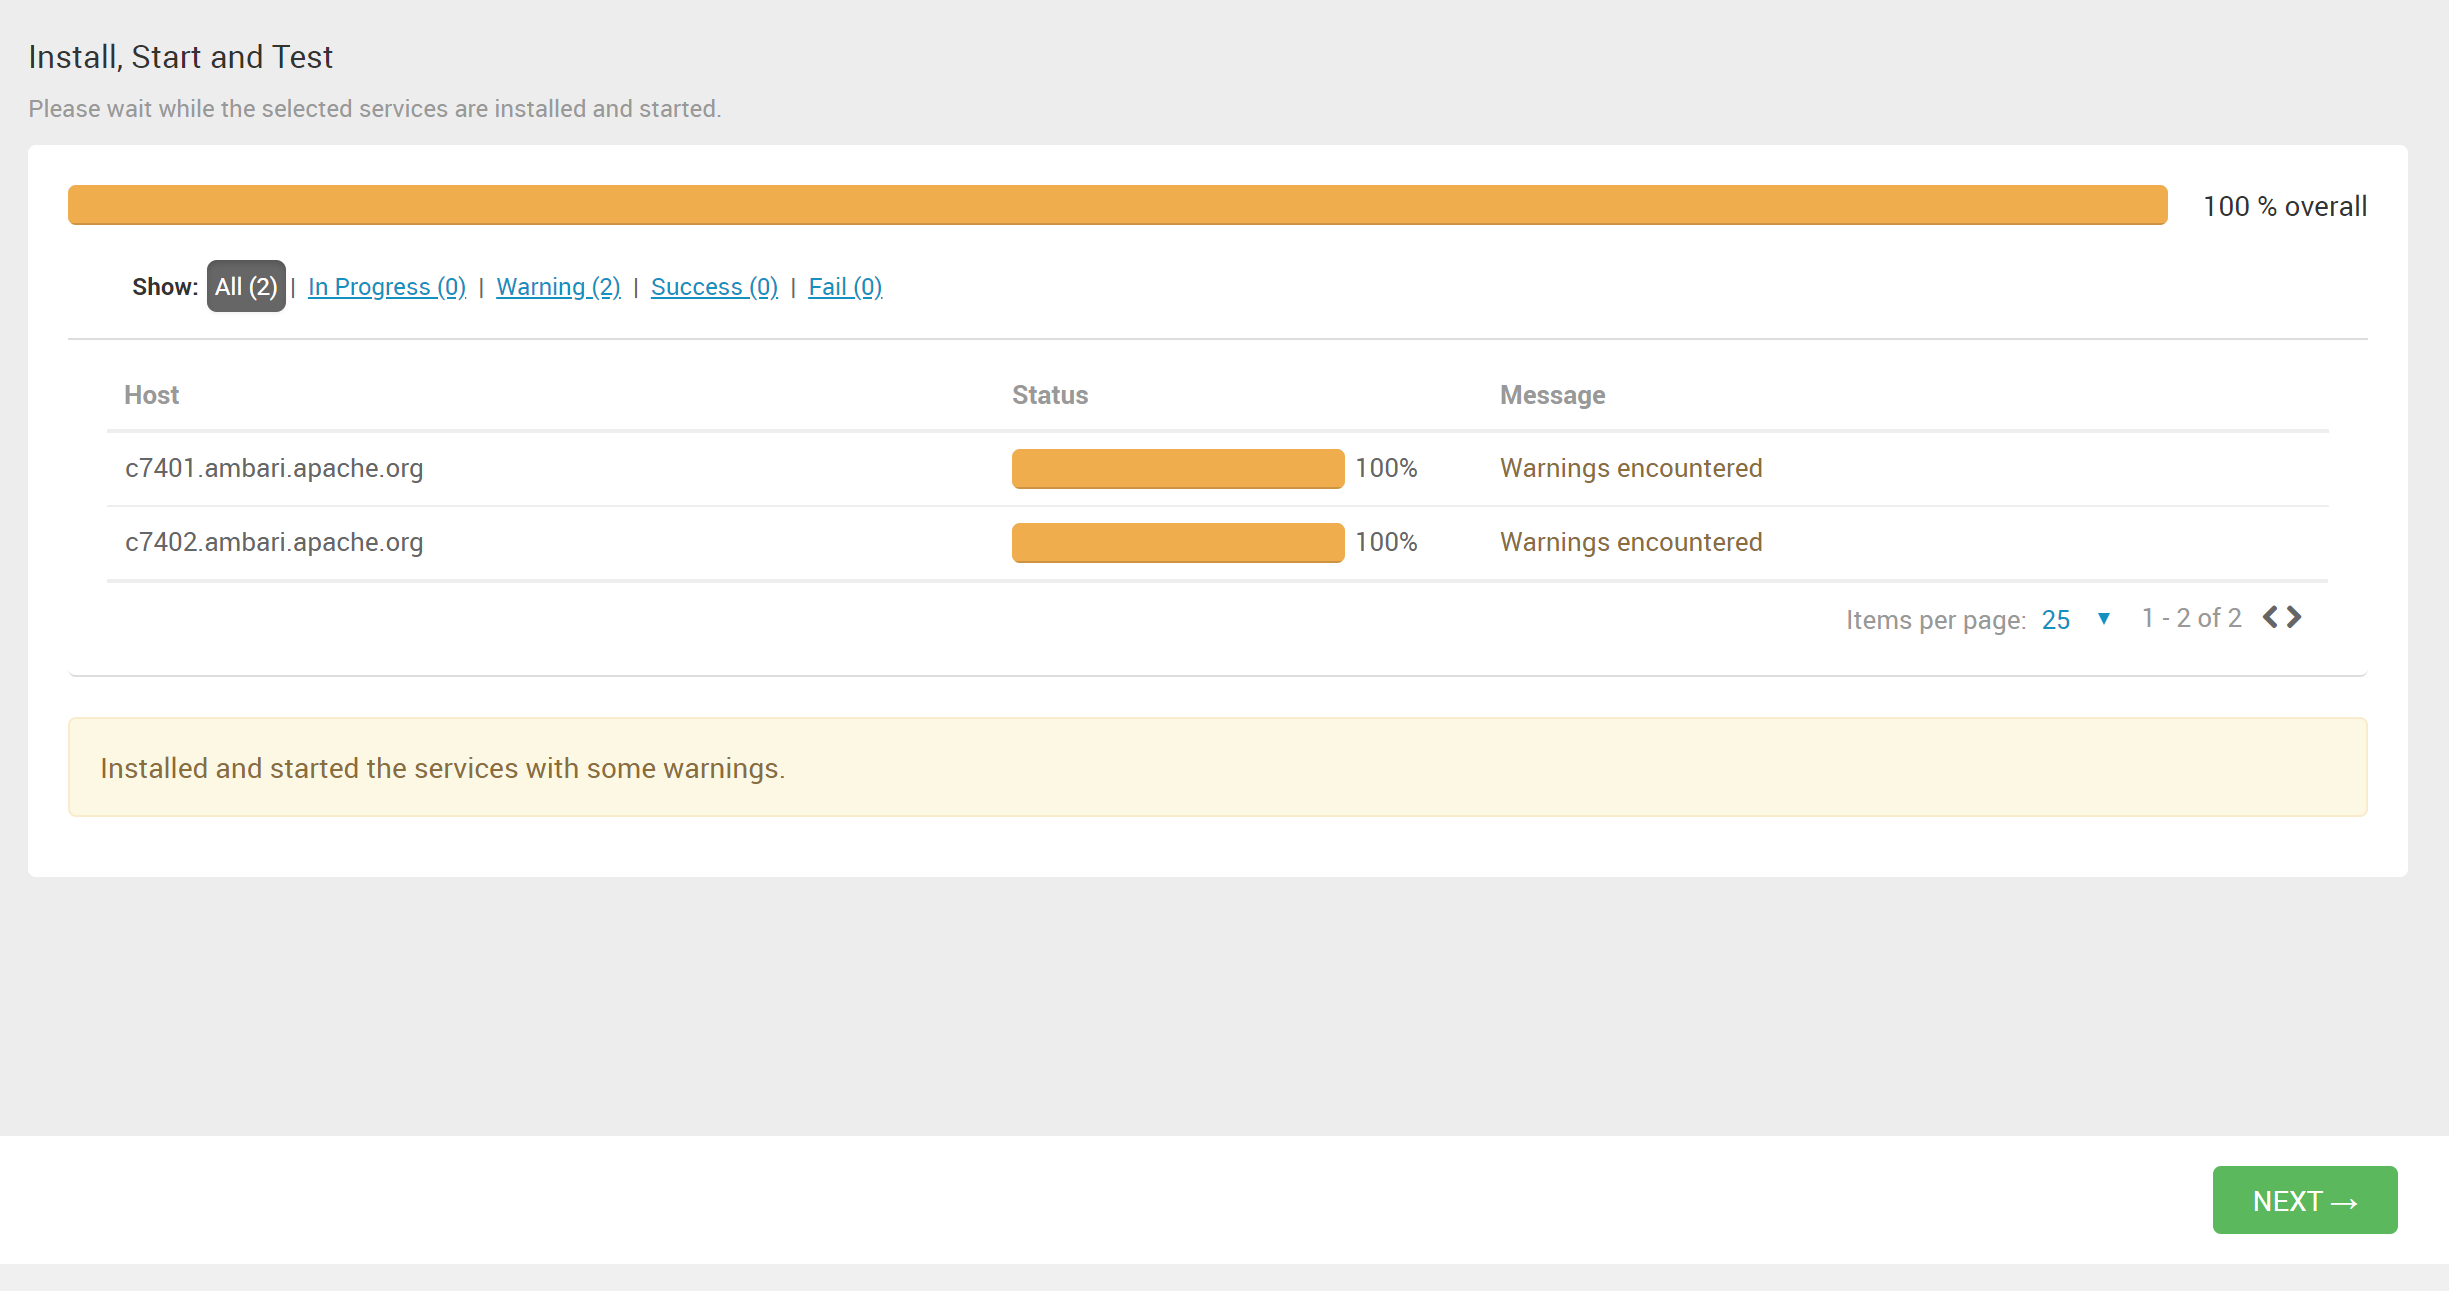 Install, Start and Test
Please wait while the selected services are installed and started.
100 % overall
Show: All (2) | In Progress (0) | Warning (2) | Success (0) | Fail (0)
Host Status Message
c7401.ambari.apache.org 100% Warnings encountered
c7402.ambari.apache.org 100% Warnings encountered
Items per page: 25 1 - 2 of 2
Installed and started the services with some warnings.
NEXT →